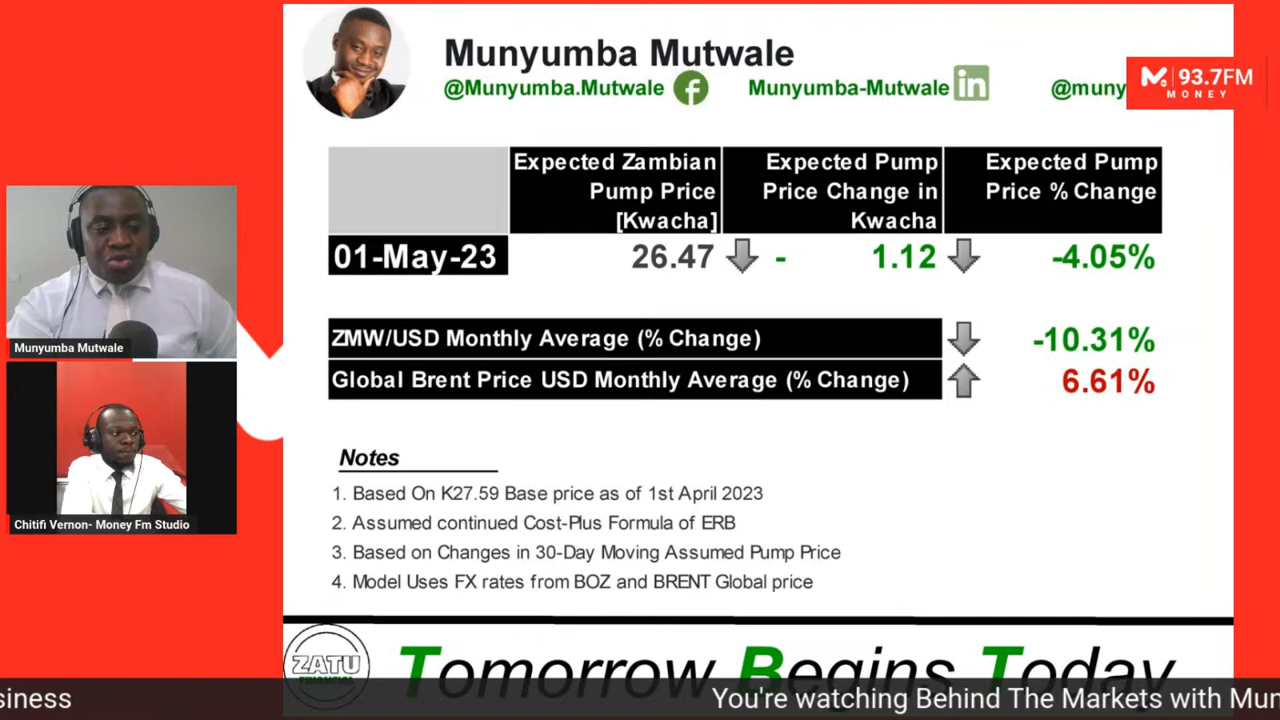 Munyumba Mutwale
@Munyumba.Mutwale
Munyumba-Mutwale
in
@muny
M 93.7FM
MONEY
Expected Zambian
Pump Price
[Kwacha]
Expected Pump
Price Change in
Kwacha
Expected Pump
Price % Change
01-May-23 26.47 - 1.12 -4.05%
ZMW/USD Monthly Average (% Change) -10.31%
Global Brent Price USD Monthly Average (% Change) 6.61%
Munyumba Mutwale
Chitifi Vernon- Money Fm Studio
Notes
1. Based On K27.59 Base price as of 1st April 2023
2. Assumed continued Cost-Plus Formula of ERB
3. Based on Changes in 30-Day Moving Assumed Pump Price
4. Model Uses FX rates from BOZ and BRENT Global price
ZATU
FINANCIAL
Tomorrow Begins Today
siness You're watching Behind The Markets with Mun